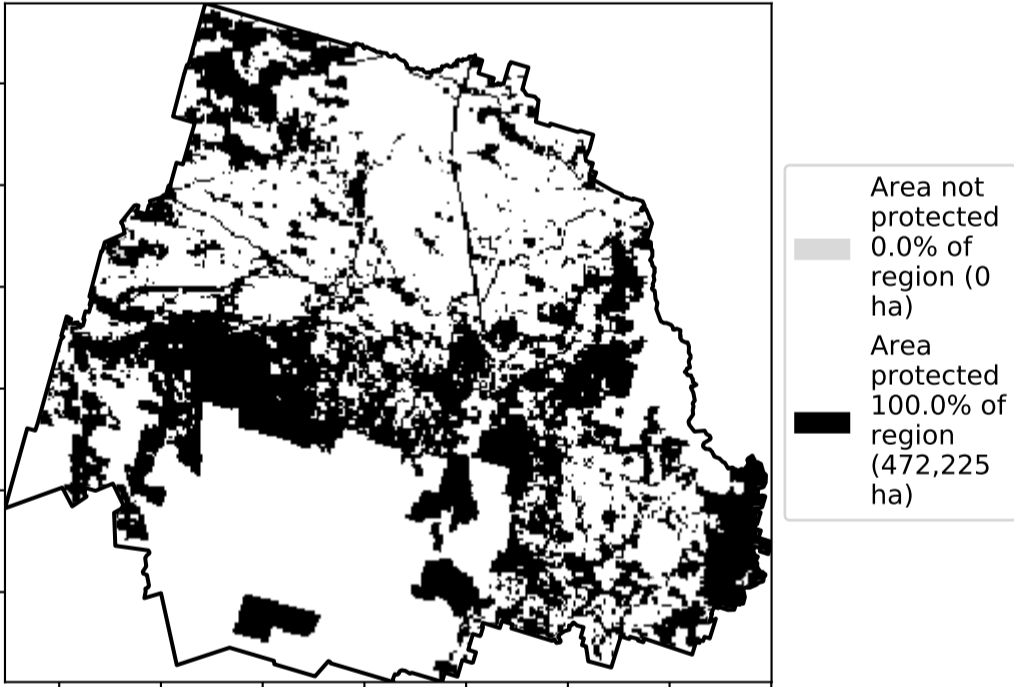 Area not
protected
0.0% of
region (0
ha)
Area
protected
100.0% of
region
(472,225
ha)